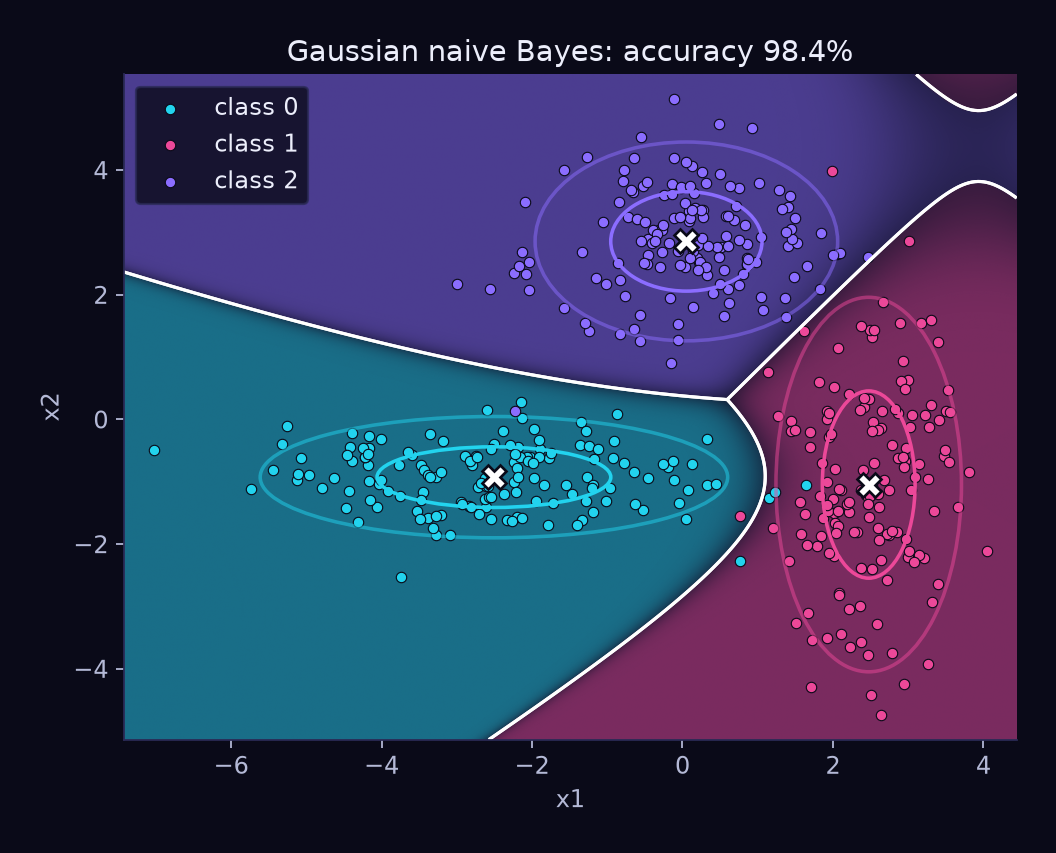 Gaussian naive Bayes: accuracy 98.4%
class 0
class 1
class 2
4
2
0
−2
−4
x2
−6 −4 −2 0 2 4
x1